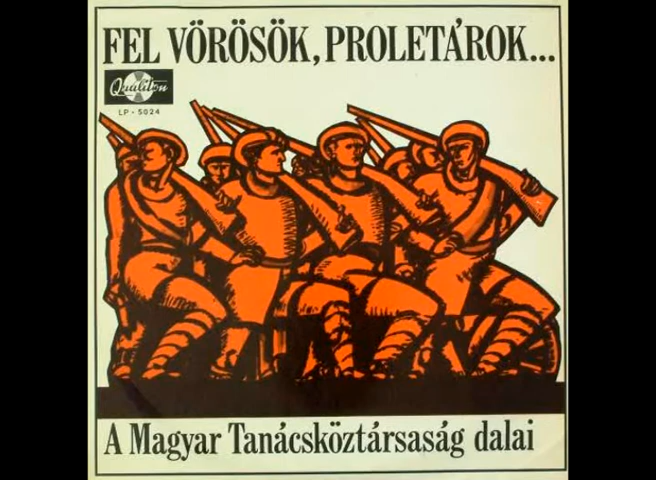 FEL VÖRÖSÖK, PROLETÁROK...
Qualiton
LP - 5024
A Magyar Tanácsköztársaság dalai